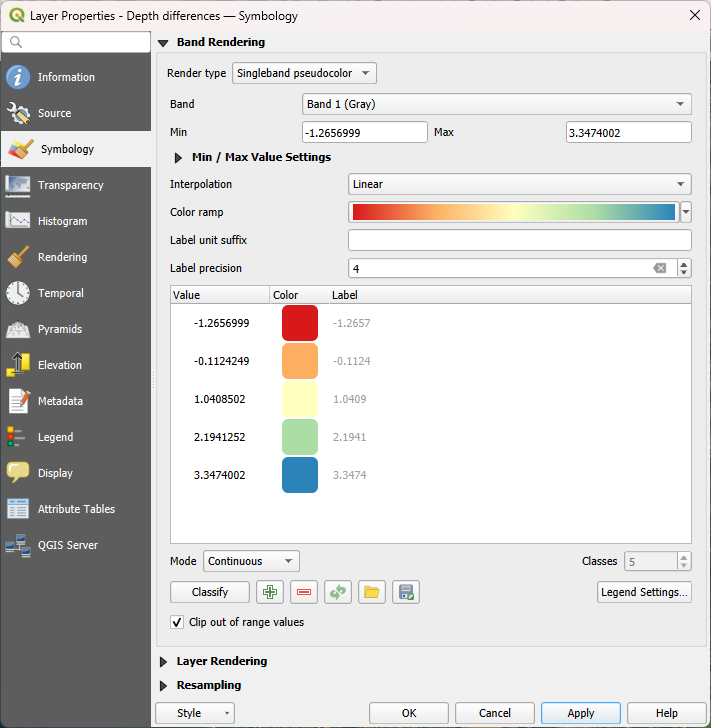 Layer Properties - Depth differences — Symbology
Information
Source
Symbology
Transparency
Histogram
Rendering
Temporal
Pyramids
Elevation
Metadata
Legend
Display
Attribute Tables
QGIS Server
Band Rendering
Render type Singleband pseudocolor
Band Band 1 (Gray)
Min -1.2656999 Max 3.3474002
Min / Max Value Settings
Interpolation Linear
Color ramp
Label unit suffix
Label precision 4
Value Color Label
-1.2656999 -1.2657
-0.1124249 -0.1124
1.0408502 1.0409
2.1941252 2.1941
3.3474002 3.3474
Mode Continuous Classes 5
Classify Legend Settings...
Clip out of range values
Layer Rendering
Resampling
Style OK Cancel Apply Help